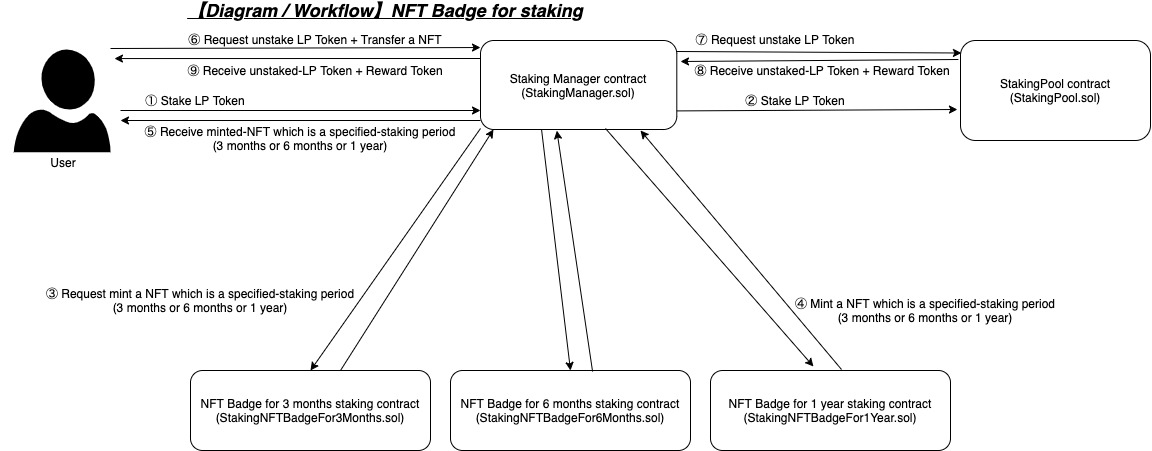 【Diagram / Workflow】NFT Badge for staking
⑥ Request unstake LP Token + Transfer a NFT
⑨ Receive unstaked-LP Token + Reward Token
① Stake LP Token
⑤ Receive minted-NFT which is a specified-staking period
(3 months or 6 months or 1 year)
User
Staking Manager contract
(StakingManager.sol)
⑦ Request unstake LP Token
⑧ Receive unstaked-LP Token + Reward Token
② Stake LP Token
StakingPool contract
(StakingPool.sol)
③ Request mint a NFT which is a specified-staking period
(3 months or 6 months or 1 year)
④ Mint a NFT which is a specified-staking period
(3 months or 6 months or 1 year)
NFT Badge for 3 months staking contract
(StakingNFTBadgeFor3Months.sol)
NFT Badge for 6 months staking contract
(StakingNFTBadgeFor6Months.sol)
NFT Badge for 1 year staking contract
(StakingNFTBadgeFor1Year.sol)